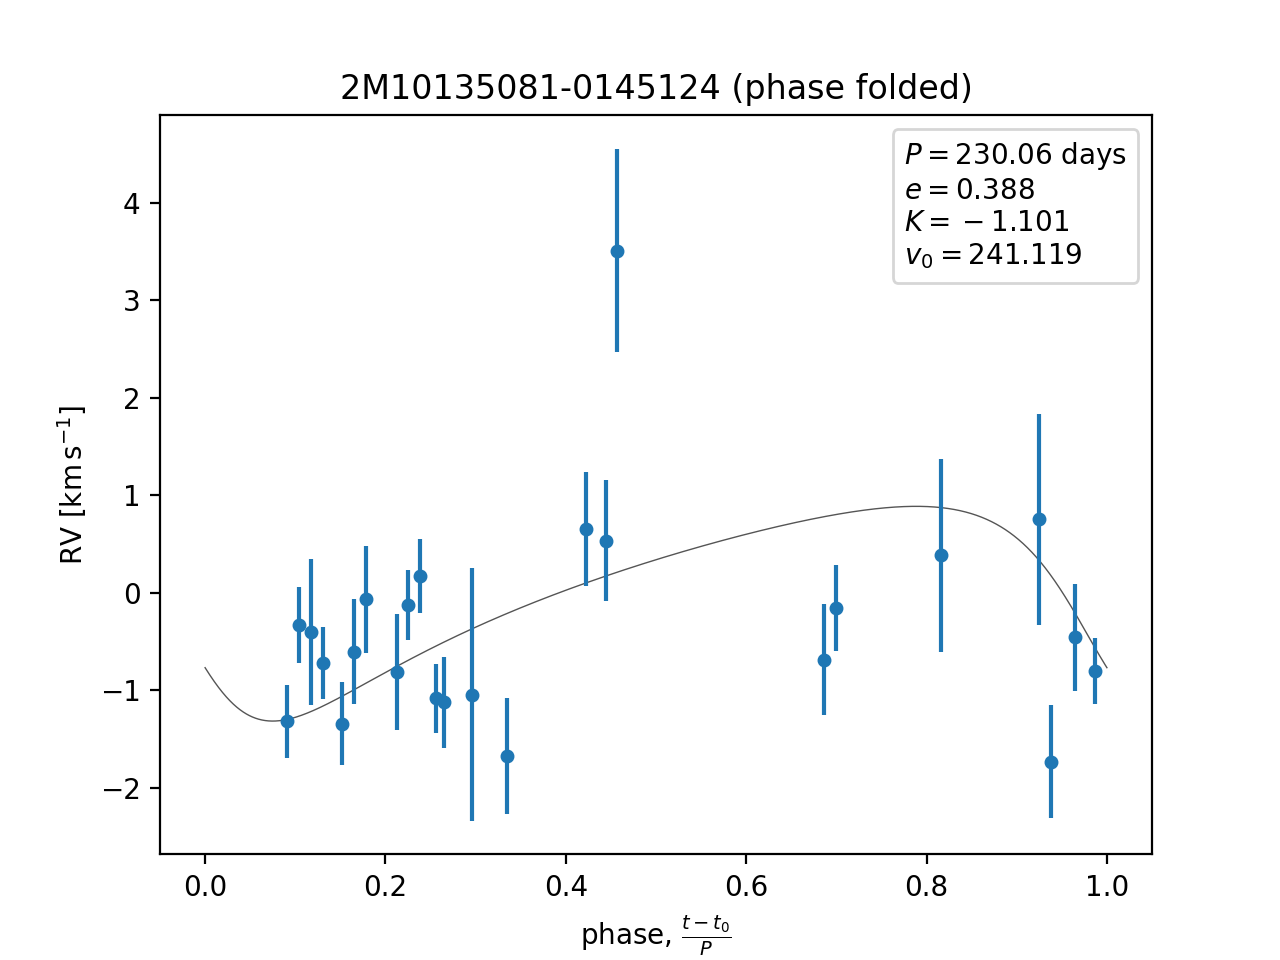 2M10135081-0145124 (phase folded)
P = 230.06 days
e = 0.388
K = −1.101
v₀ = 241.119
4
3
2
1
0
−1
−2
RV [km s⁻¹]
0.0 0.2 0.4 0.6 0.8 1.0
phase, (t − t₀)/P